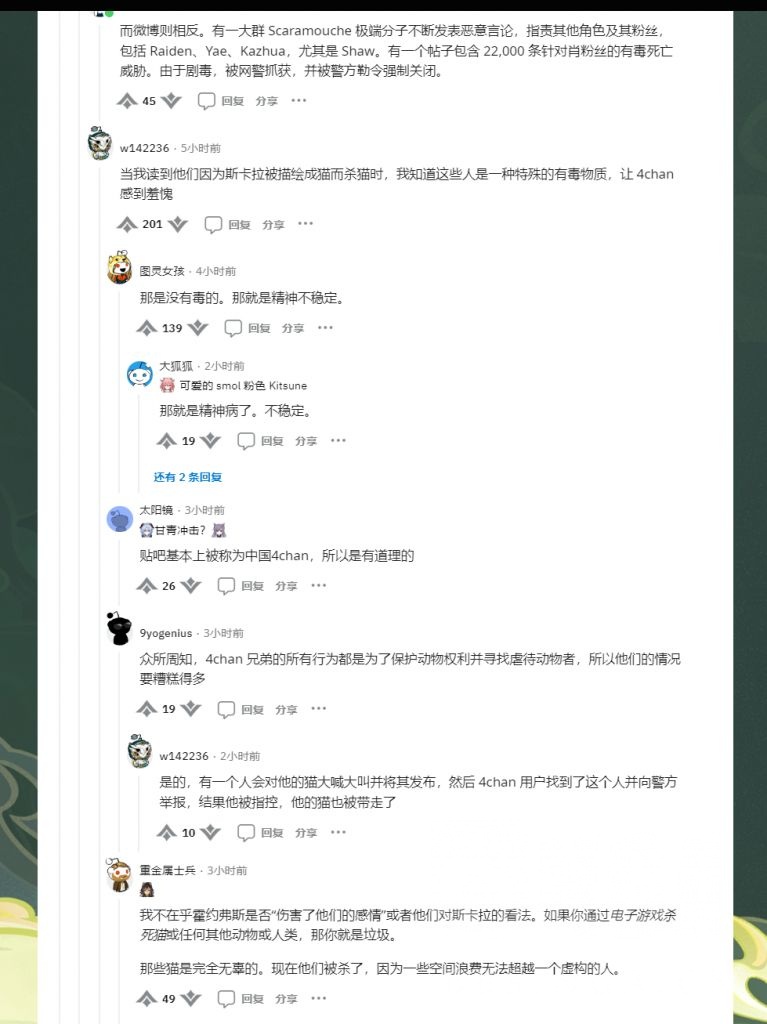 而微博则相反。有一大群 Scaramouche 极端分子不断发表恶意言论，指责其他角色及其粉丝，
包括 Raiden、Yae、Kazhua，尤其是 Shaw。有一个帖子包含 22,000 条针对肖粉丝的有毒死亡
威胁。由于剧毒，被网警抓获，并被警方勒令强制关闭。
45 回复 分享 ···
w142236 · 5小时前
当我读到他们因为斯卡拉被描绘成猫而杀猫时，我知道这些人是一种特殊的有毒物质，让 4chan
感到羞愧
201 回复 分享 ···
图灵女孩 · 4小时前
那是没有毒的。那就是精神不稳定。
139 回复 分享 ···
大狐狐 · 2小时前
可爱的 smol 粉色 Kitsune
那就是精神病了。不稳定。
19 回复 分享 ···
还有 2 条回复
太阳镜 · 3小时前
甘青冲击?
贴吧基本上被称为中国4chan，所以是有道理的
26 回复 分享 ···
9yogenius · 3小时前
众所周知，4chan 兄弟的所有行为都是为了保护动物权利并寻找虐待动物者，所以他们的情况
要糟糕得多
19 回复 分享 ···
w142236 · 2小时前
是的，有一个人会对他的猫大喊大叫并将其发布，然后 4chan 用户找到了这个人并向警方
举报，结果他被指控，他的猫也被带走了
10 回复 分享 ···
重金属士兵 · 3小时前
我不在乎霍约弗斯是否“伤害了他们的感情”或者他们对斯卡拉的看法。如果你通过电子游戏杀
死猫或任何其他动物或人类，那你就是垃圾。
那些猫是完全无辜的。现在他们被杀了，因为一些空间浪费无法超越一个虚构的人。
49 回复 分享 ···